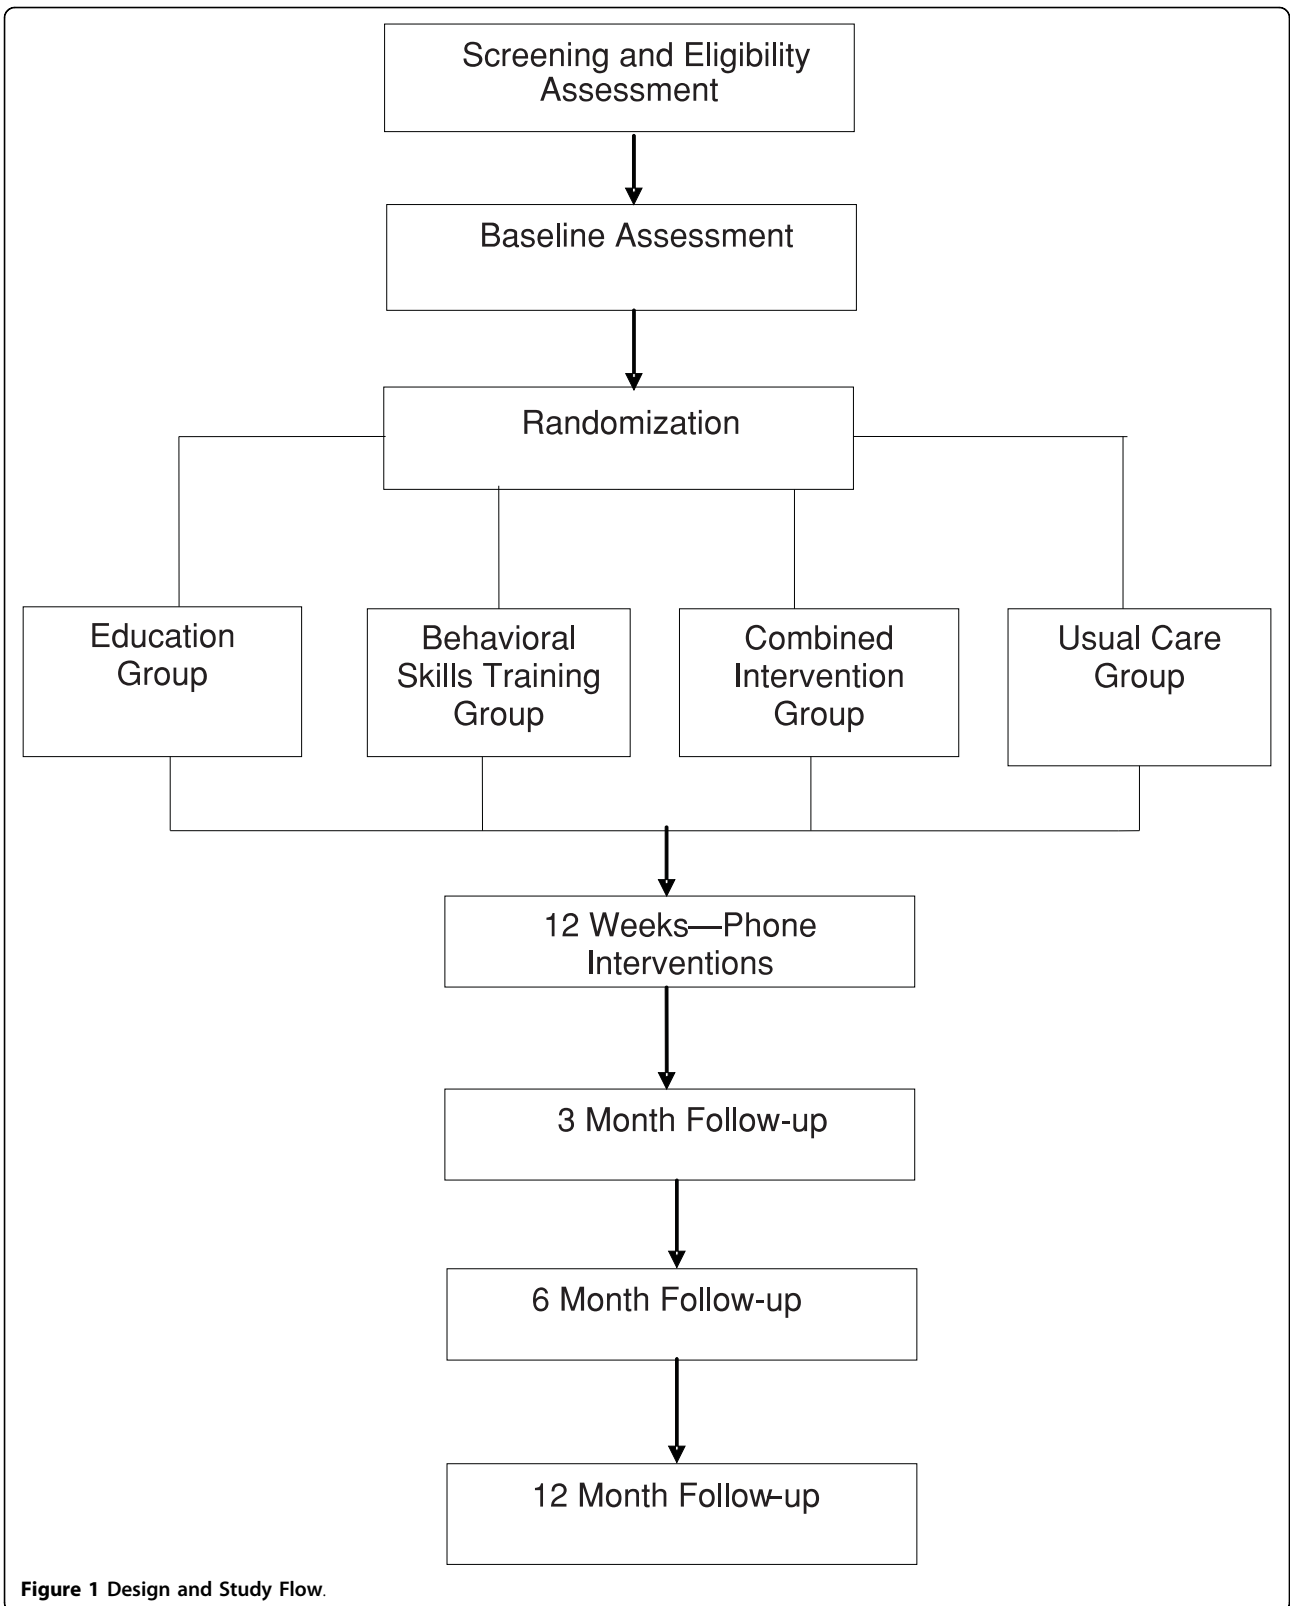 Screening and Eligibility
Assessment
Baseline Assessment
Randomization
Education
Group
Behavioral
Skills Training
Group
Combined
Intervention
Group
Usual Care
Group
12 Weeks—Phone
Interventions
3 Month Follow-up
6 Month Follow-up
12 Month Follow-up
Figure 1 Design and Study Flow.